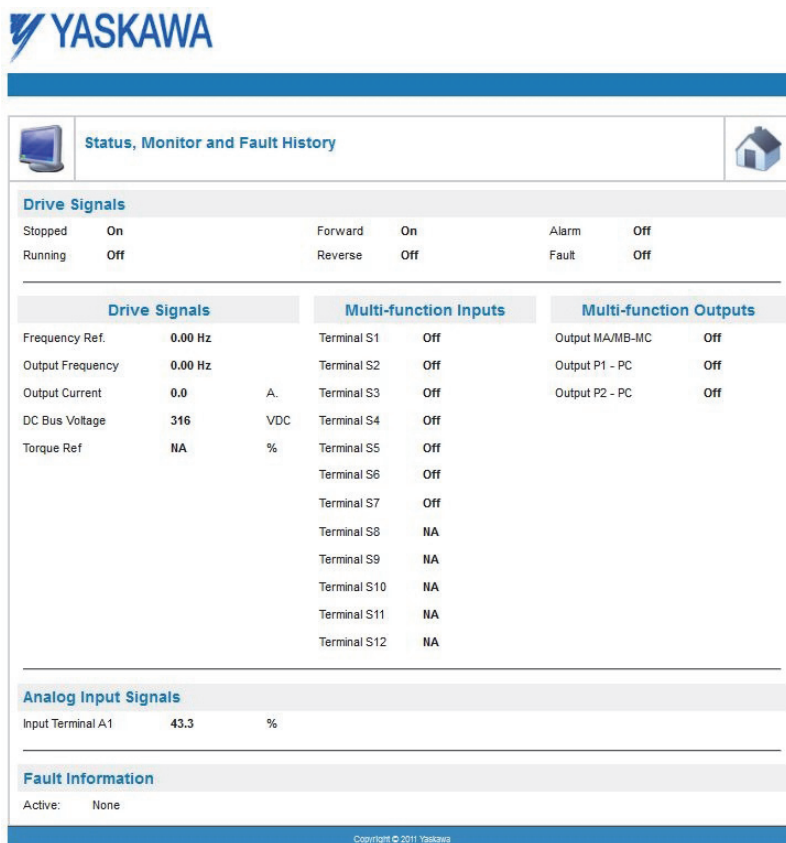 YASKAWA
Status, Monitor and Fault History
Drive Signals
Stopped On Forward On Alarm Off
Running Off Reverse Off Fault Off
Drive Signals Multi-function Inputs Multi-function Outputs
Frequency Ref. 0.00 Hz Terminal S1 Off Output MA/MB-MC Off
Output Frequency 0.00 Hz Terminal S2 Off Output P1 - PC Off
Output Current 0.0 A. Terminal S3 Off Output P2 - PC Off
DC Bus Voltage 316 VDC Terminal S4 Off
Torque Ref NA % Terminal S5 Off
Terminal S6 Off
Terminal S7 Off
Terminal S8 NA
Terminal S9 NA
Terminal S10 NA
Terminal S11 NA
Terminal S12 NA
Analog Input Signals
Input Terminal A1 43.3 %
Fault Information
Active: None
Copyright © 2011 Yaskawa